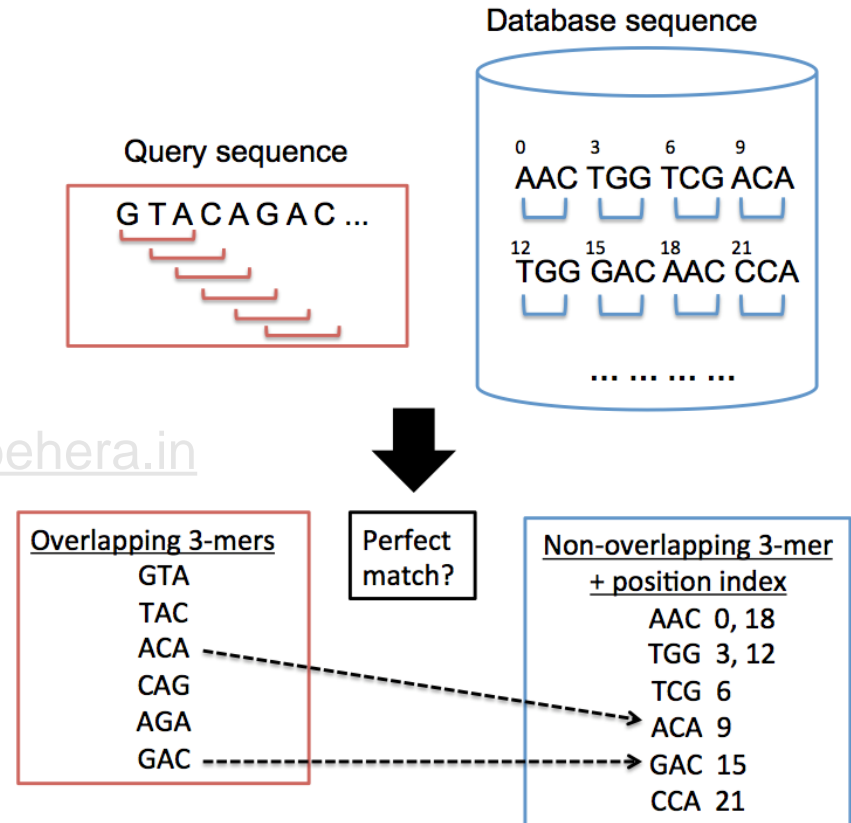 Database sequence
Query sequence
0 3 6 9
AAC TGG TCG ACA
G T A C A G A C ...
12 15 18 21
TGG GAC AAC CCA
... ... ... ...
ehera.in
Overlapping 3-mers
GTA
TAC
ACA
CAG
AGA
GAC
Perfect
match?
Non-overlapping 3-mer
+ position index
AAC 0, 18
TGG 3, 12
TCG 6
ACA 9
GAC 15
CCA 21